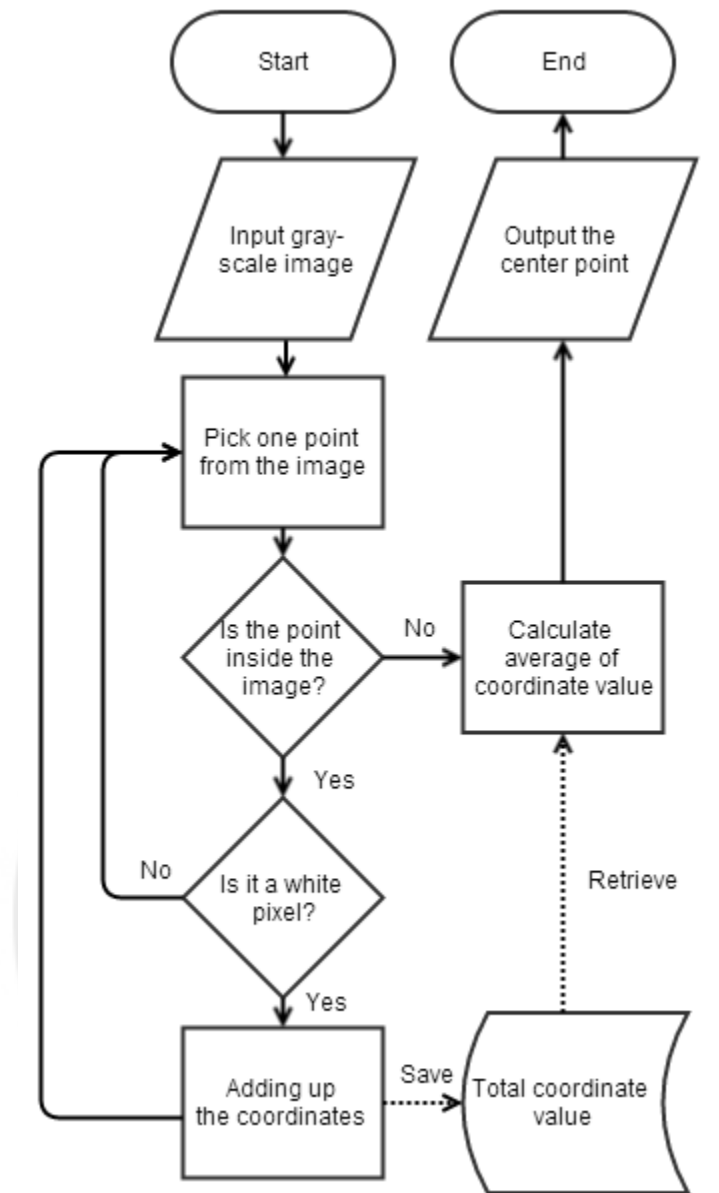 Start
End
Input gray-
scale image
Output the
center point
Pick one point
from the image
Is the point
inside the
image?
No
Calculate
average of
coordinate value
Yes
Is it a white
pixel?
No
Retrieve
Yes
Adding up
the coordinates
Save
Total coordinate
value